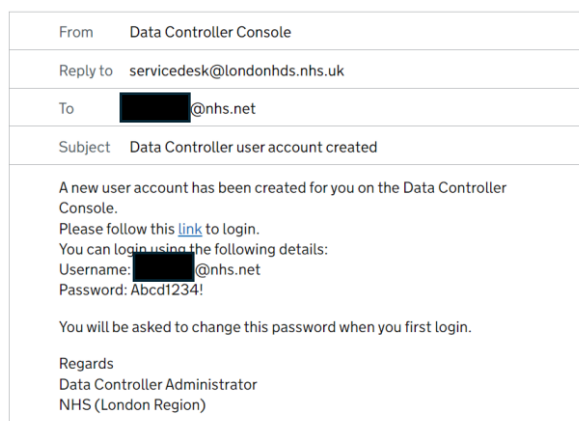 From Data Controller Console
Reply to servicedesk@londonhds.nhs.uk
To @nhs.net
Subject Data Controller user account created
A new user account has been created for you on the Data Controller
Console.
Please follow this link to login.
You can login using the following details:
Username: @nhs.net
Password: Abcd1234!
You will be asked to change this password when you first login.
Regards
Data Controller Administrator
NHS (London Region)